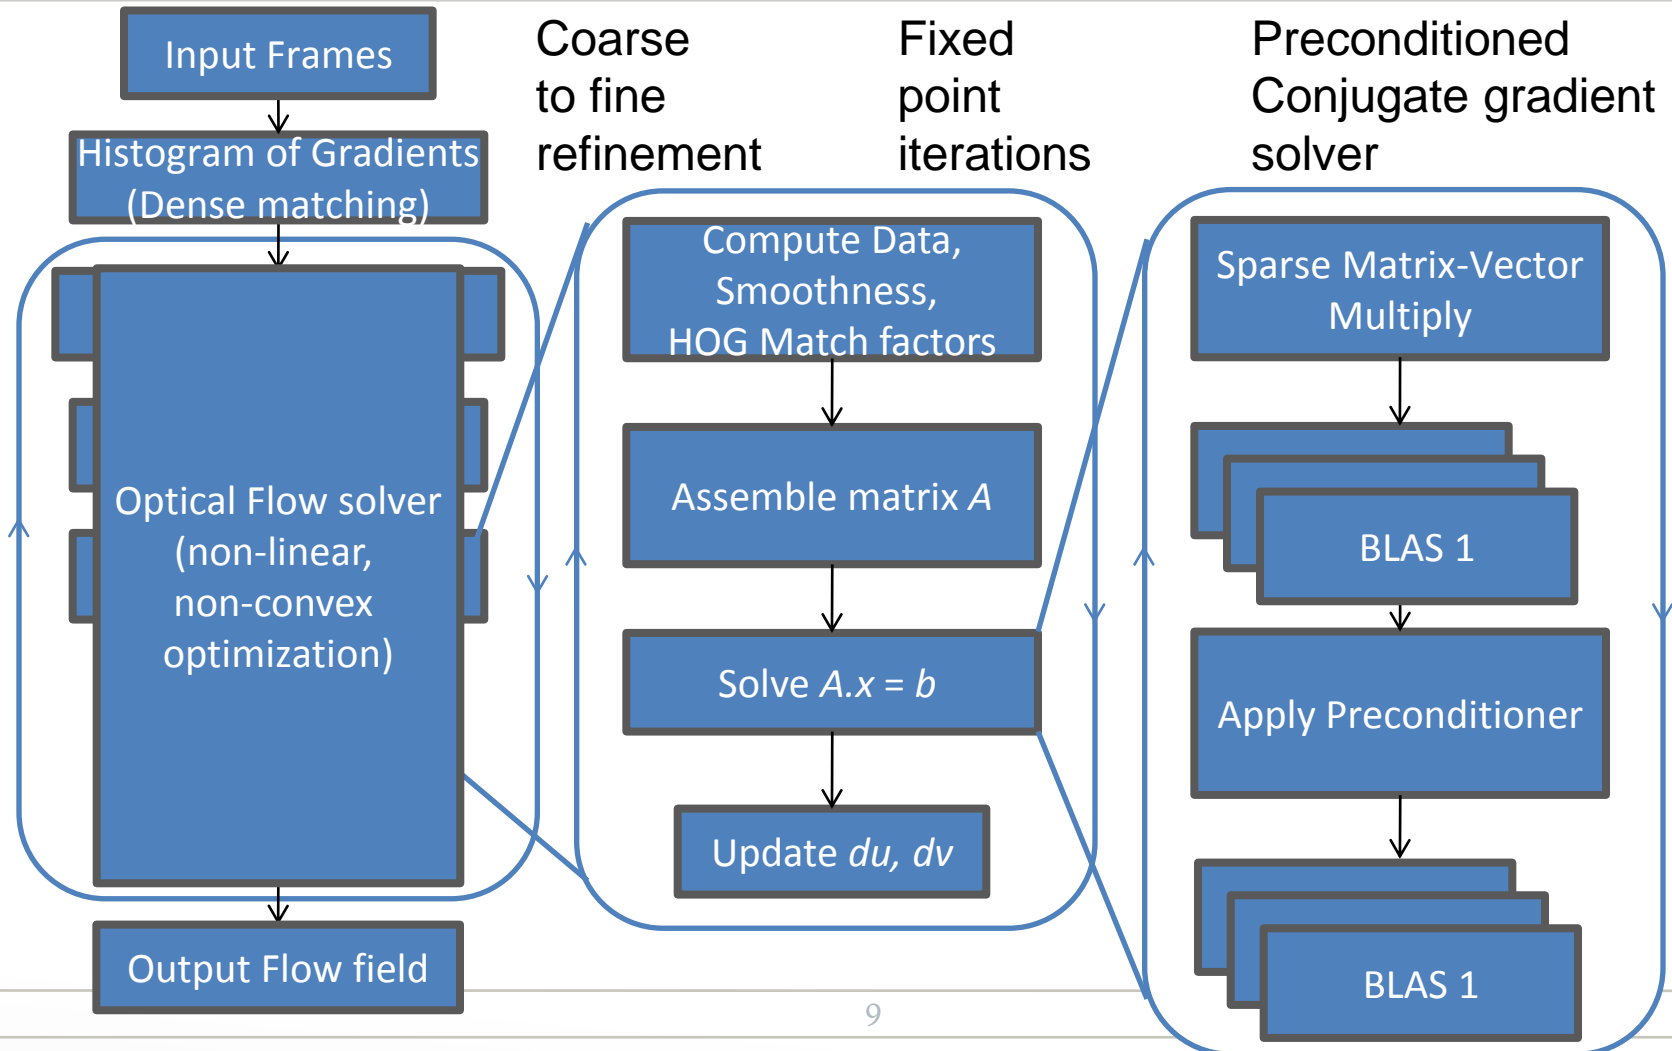 Input Frames
Histogram of Gradients
(Dense matching)
Optical Flow solver
(non-linear,
non-convex
optimization)
Output Flow field
Coarse
to fine
refinement
Compute Data,
Smoothness,
HOG Match factors
Assemble matrix A
Solve A.x = b
Update du, dv
Fixed
point
iterations
Preconditioned
Conjugate gradient
solver
Sparse Matrix-Vector
Multiply
BLAS 1
Apply Preconditioner
BLAS 1
9